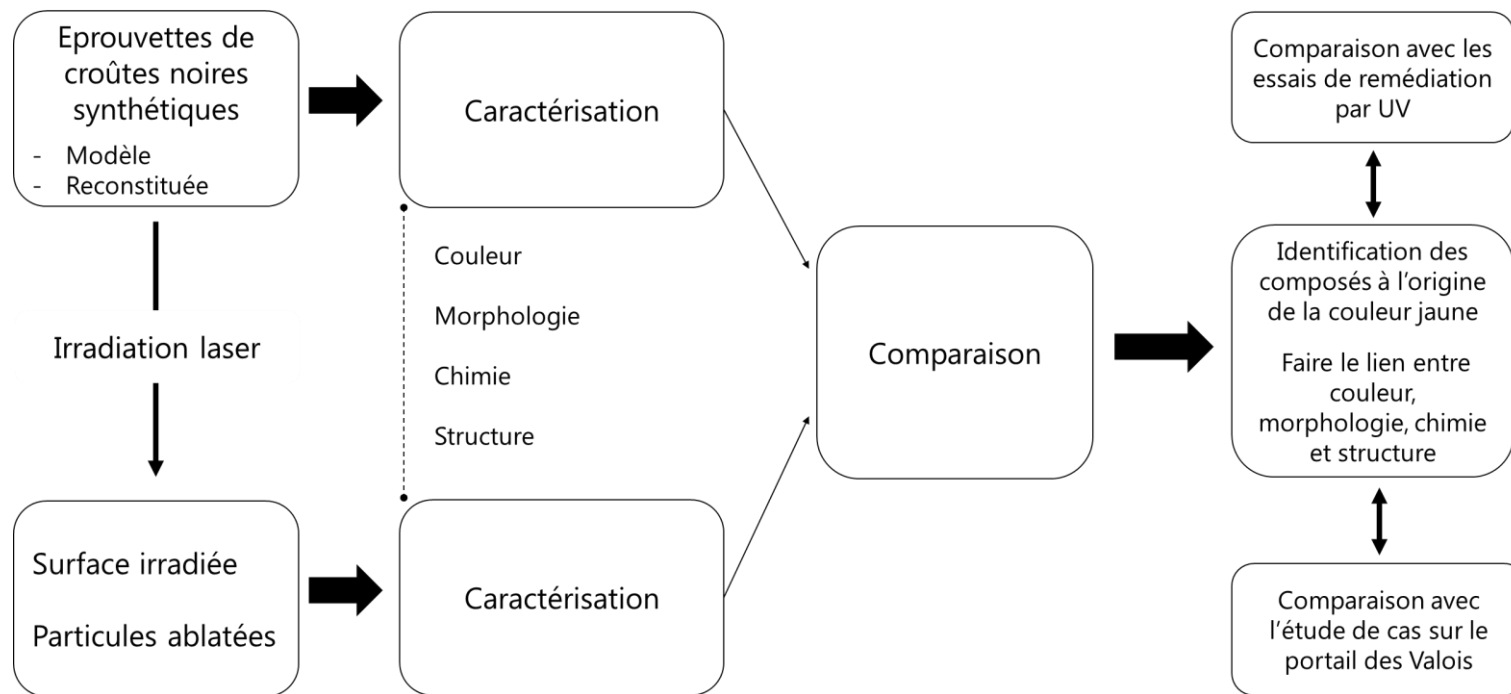 Eprouvettes de
croûtes noires
synthétiques
- Modèle
- Reconstituée
Caractérisation
Irradiation laser
Couleur
Morphologie
Chimie
Structure
Surface irradiée
Particules ablatées
Caractérisation
Comparaison
Comparaison avec les
essais de remédiation
par UV
Identification des
composés à l'origine
de la couleur jaune
Faire le lien entre
couleur,
morphologie, chimie
et structure
Comparaison avec
l'étude de cas sur le
portail des Valois